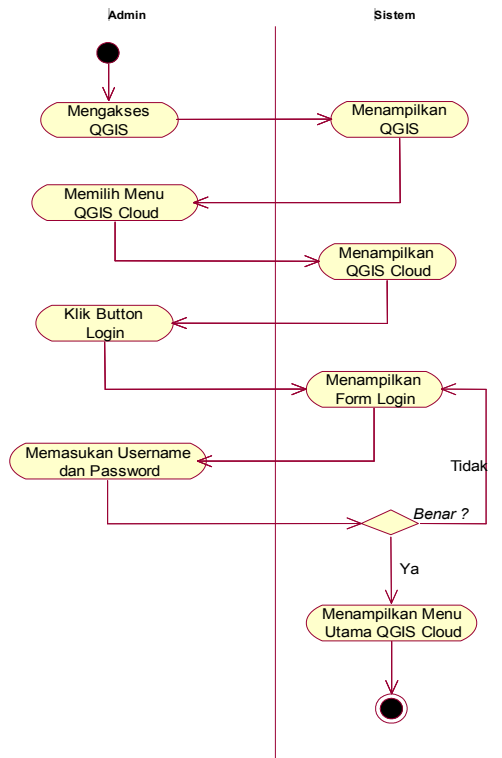 Admin
Sistem
Mengakses
QGIS
Menampilkan
QGIS
Memilih Menu
QGIS Cloud
Menampilkan
QGIS Cloud
Klik Button
Login
Menampilkan
Form Login
Memasukan Username
dan Password
Tidak
Benar ?
Ya
Menampilkan Menu
Utama QGIS Cloud